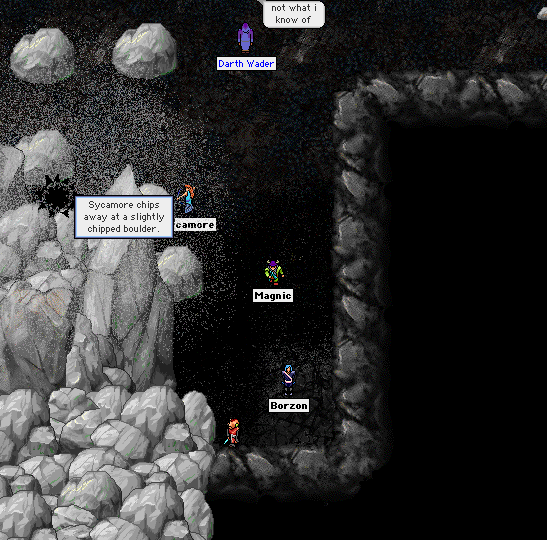 not what i
know of
Darth Wader
Sycamore chips
away at a slightly
chipped boulder.
camore
Magnic
Borzon